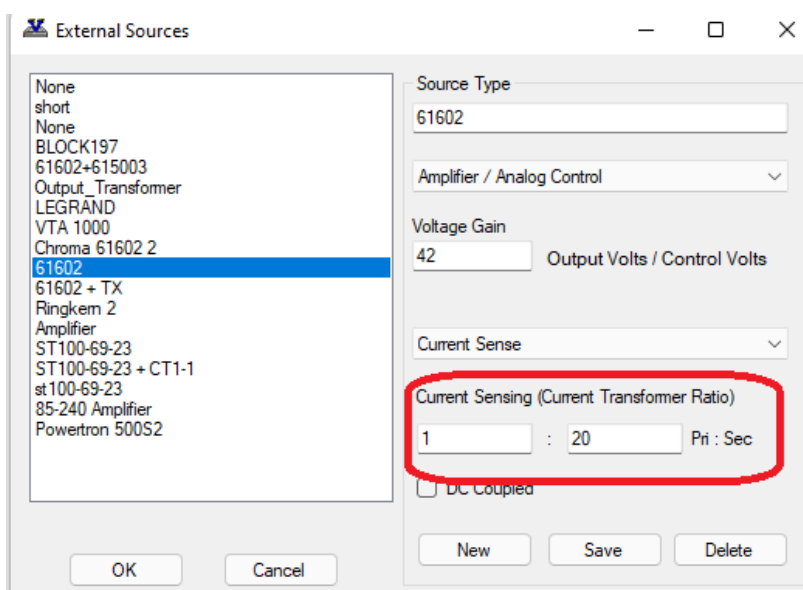 External Sources
None
short
None
BLOCK197
61602+615003
Output_Transformer
LEGRAND
VTA 1000
Chroma 61602 2
61602
61602 + TX
Ringkern 2
Amplifier
ST100-69-23
ST100-69-23 + CT1-1
st100-69-23
85-240 Amplifier
Powertron 500S2
OK
Cancel
Source Type
61602
Amplifier / Analog Control
Voltage Gain
42 Output Volts / Control Volts
Current Sense
Current Sensing (Current Transformer Ratio)
1 : 20 Pri : Sec
DC Coupled
New Save Delete